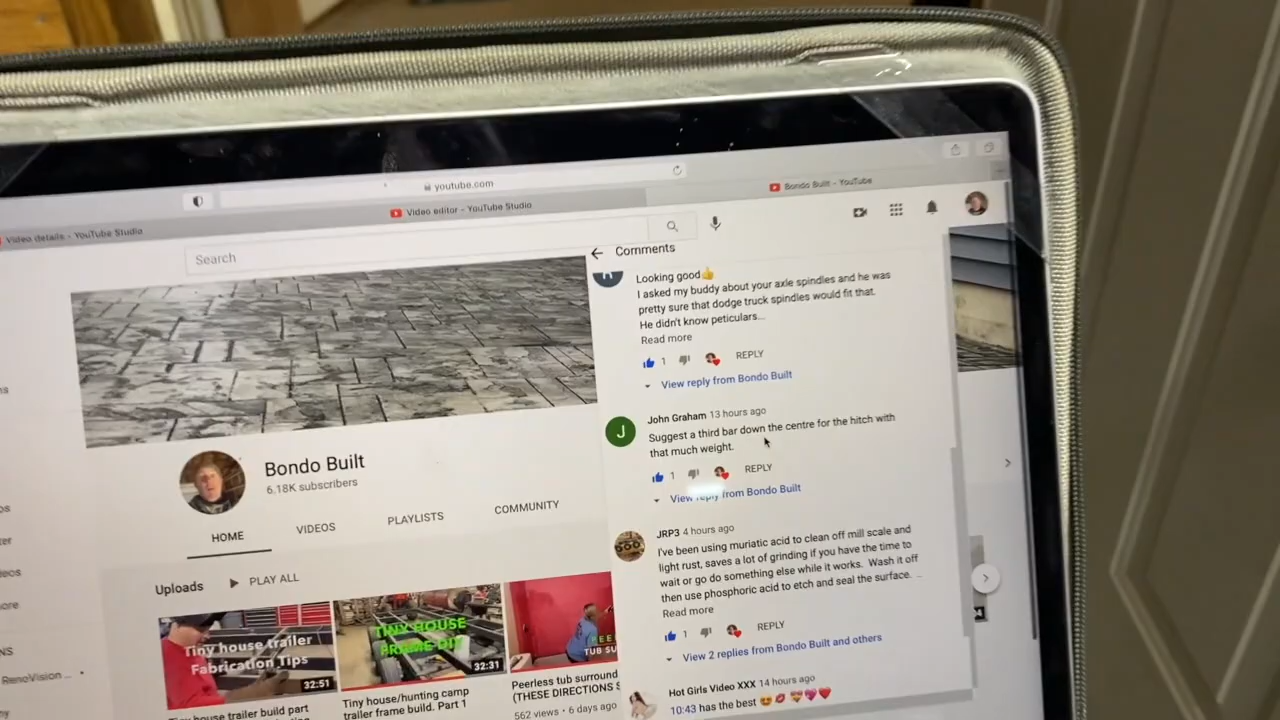 youtube.com
Video details - YouTube Studio
Video editor - YouTube Studio
Bondo Built - YouTube
Search
Comments
Looking good👍
I asked my buddy about your axle spindles and he was
pretty sure that dodge truck spindles would fit that.
He didn't know peticulars...
Read more
1 REPLY
View reply from Bondo Built
J
John Graham 13 hours ago
Suggest a third bar down the centre for the hitch with
that much weight.
1 REPLY
View reply from Bondo Built
JRP3 4 hours ago
I've been using muriatic acid to clean off mill scale and
light rust, saves a lot of grinding if you have the time to
wait or go do something else while it works. Wash it off
then use phosphoric acid to etch and seal the surface. ...
Read more
1 REPLY
View 2 replies from Bondo Built and others
Hot Girls Video XXX 14 hours ago
10:43 has the best 😍💋💝💖❤️
Bondo Built
6.18K subscribers
HOME VIDEOS PLAYLISTS COMMUNITY
Uploads PLAY ALL
Tiny house trailer
Fabrication Tips
32:51
TINY HOUSE
FRAME DIY
32:31
TUB SU
Tiny house trailer build part
Tiny house/hunting camp
trailer frame build. Part 1
Peerless tub surround
(THESE DIRECTIONS S
562 views • 6 days ago
RenoVision ...